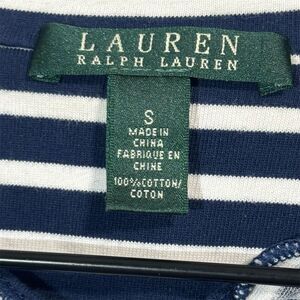 LAUREN
RALPH LAUREN
S
MADE IN
CHINA
FABRIQUE EN
CHINE
100% COTTON/
COTON